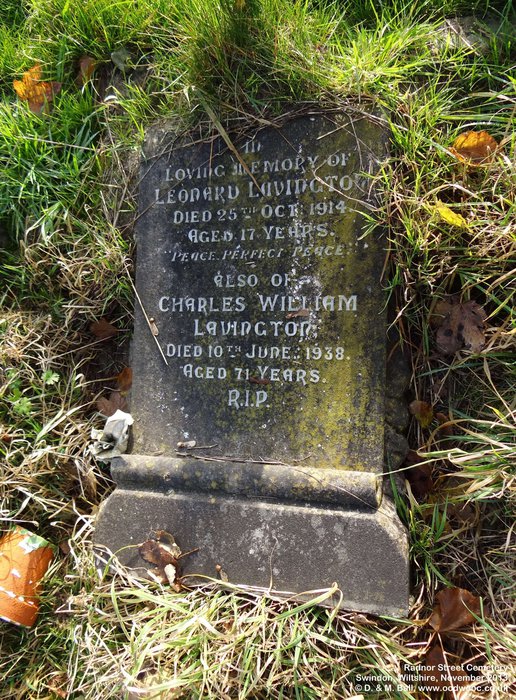 In
Loving Memory of
Leonard Lavington
Died 25th Oct: 1914.
Aged 17 Years.
"Peace, Perfect Peace"
Also of
Charles William
Lavington
Died 10th June: 1938.
Aged 71 Years.
R.I.P.
Radnor Street Cemetery
Swindon, Wiltshire, November 2013
© D. & M. Ball, www.oodwooc.co.uk